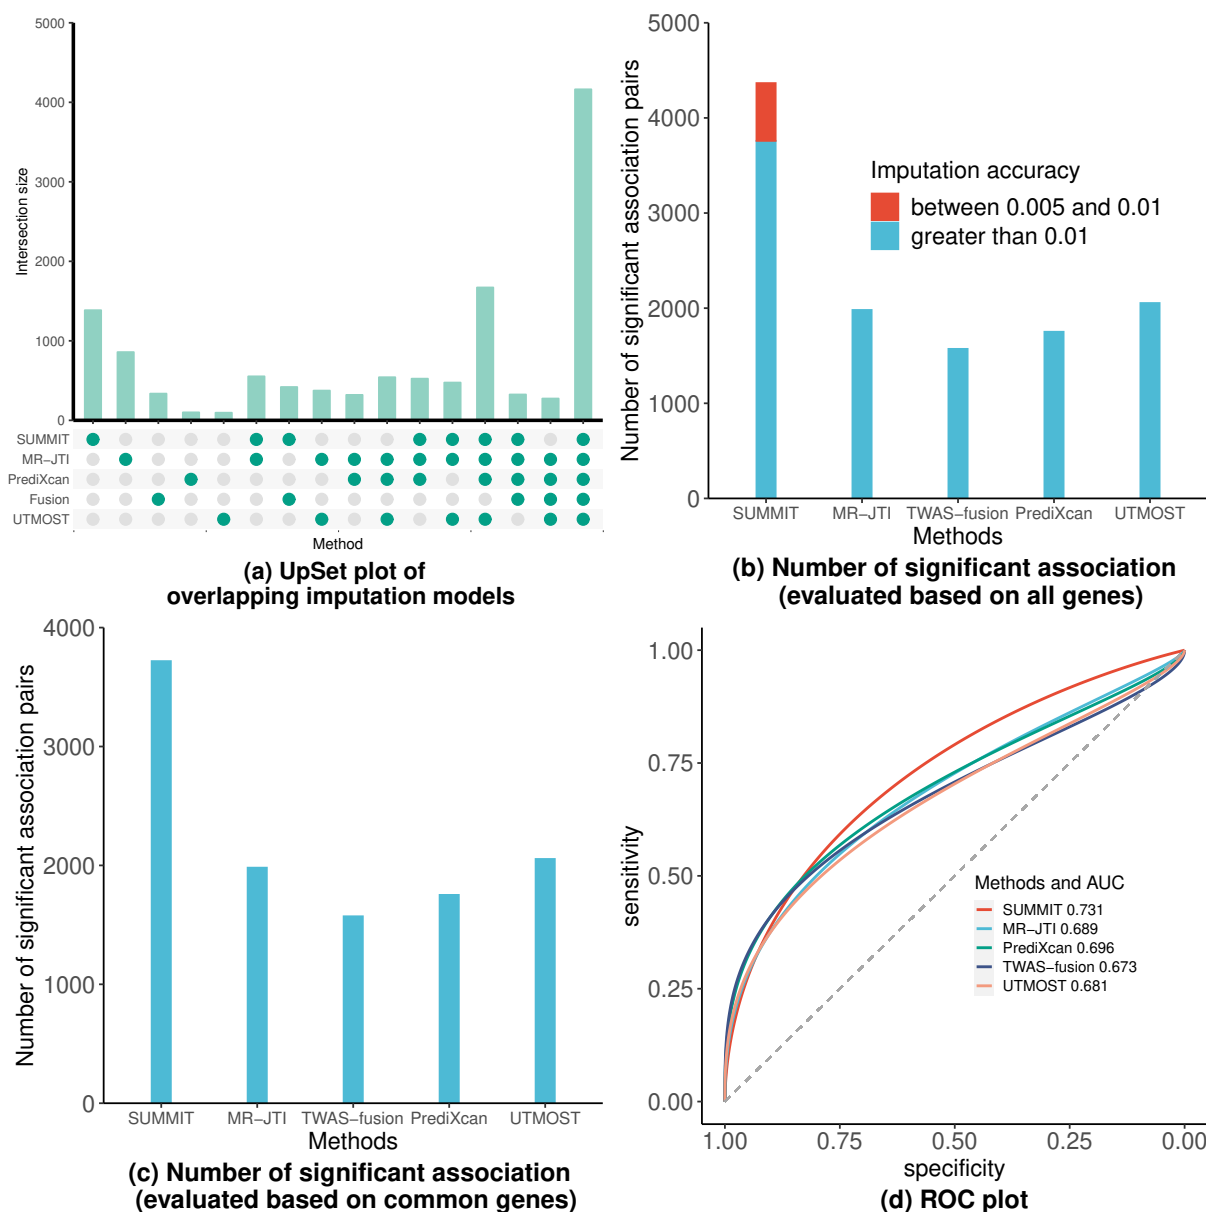 5000
4000
3000
2000
1000
0
Intersection size
SUMMIT
MR-JTI
PrediXcan
Fusion
UTMOST
Method
(a) UpSet plot of
overlapping imputation models
5000
4000
3000
2000
1000
0
Number of significant association pairs
Imputation accuracy
between 0.005 and 0.01
greater than 0.01
SUMMIT MR-JTI TWAS-fusion PrediXcan UTMOST
Methods
(b) Number of significant association
(evaluated based on all genes)
4000
3000
2000
1000
0
Number of significant association pairs
SUMMIT MR-JTI TWAS-fusion PrediXcan UTMOST
Methods
(c) Number of significant association
(evaluated based on common genes)
1.00
0.75
0.50
0.25
0.00
sensitivity
Methods and AUC
SUMMIT 0.731
MR-JTI 0.689
PrediXcan 0.696
TWAS-fusion 0.673
UTMOST 0.681
1.00 0.75 0.50 0.25 0.00
specificity
(d) ROC plot